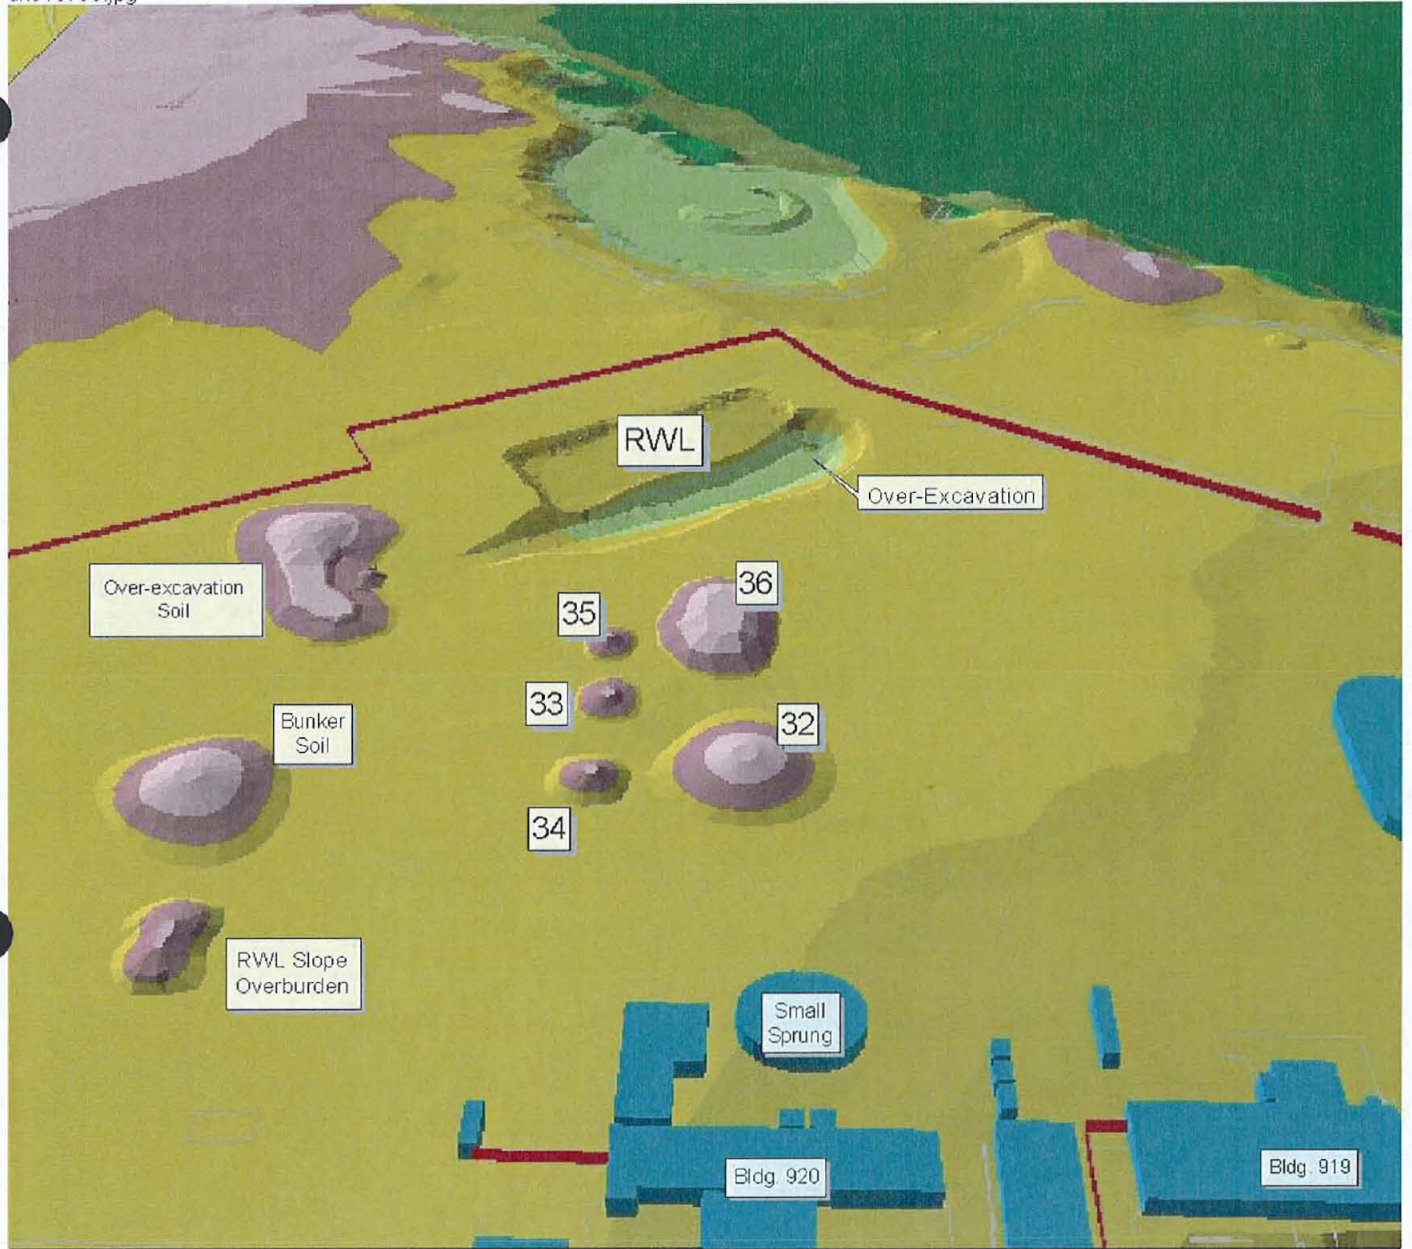 RWL
Over-Excavation
Over-excavation
Soil
36
35
33
32
34
Bunker
Soil
RWL Slope
Overburden
Small
Sprung
Bldg. 920
Bldg. 919